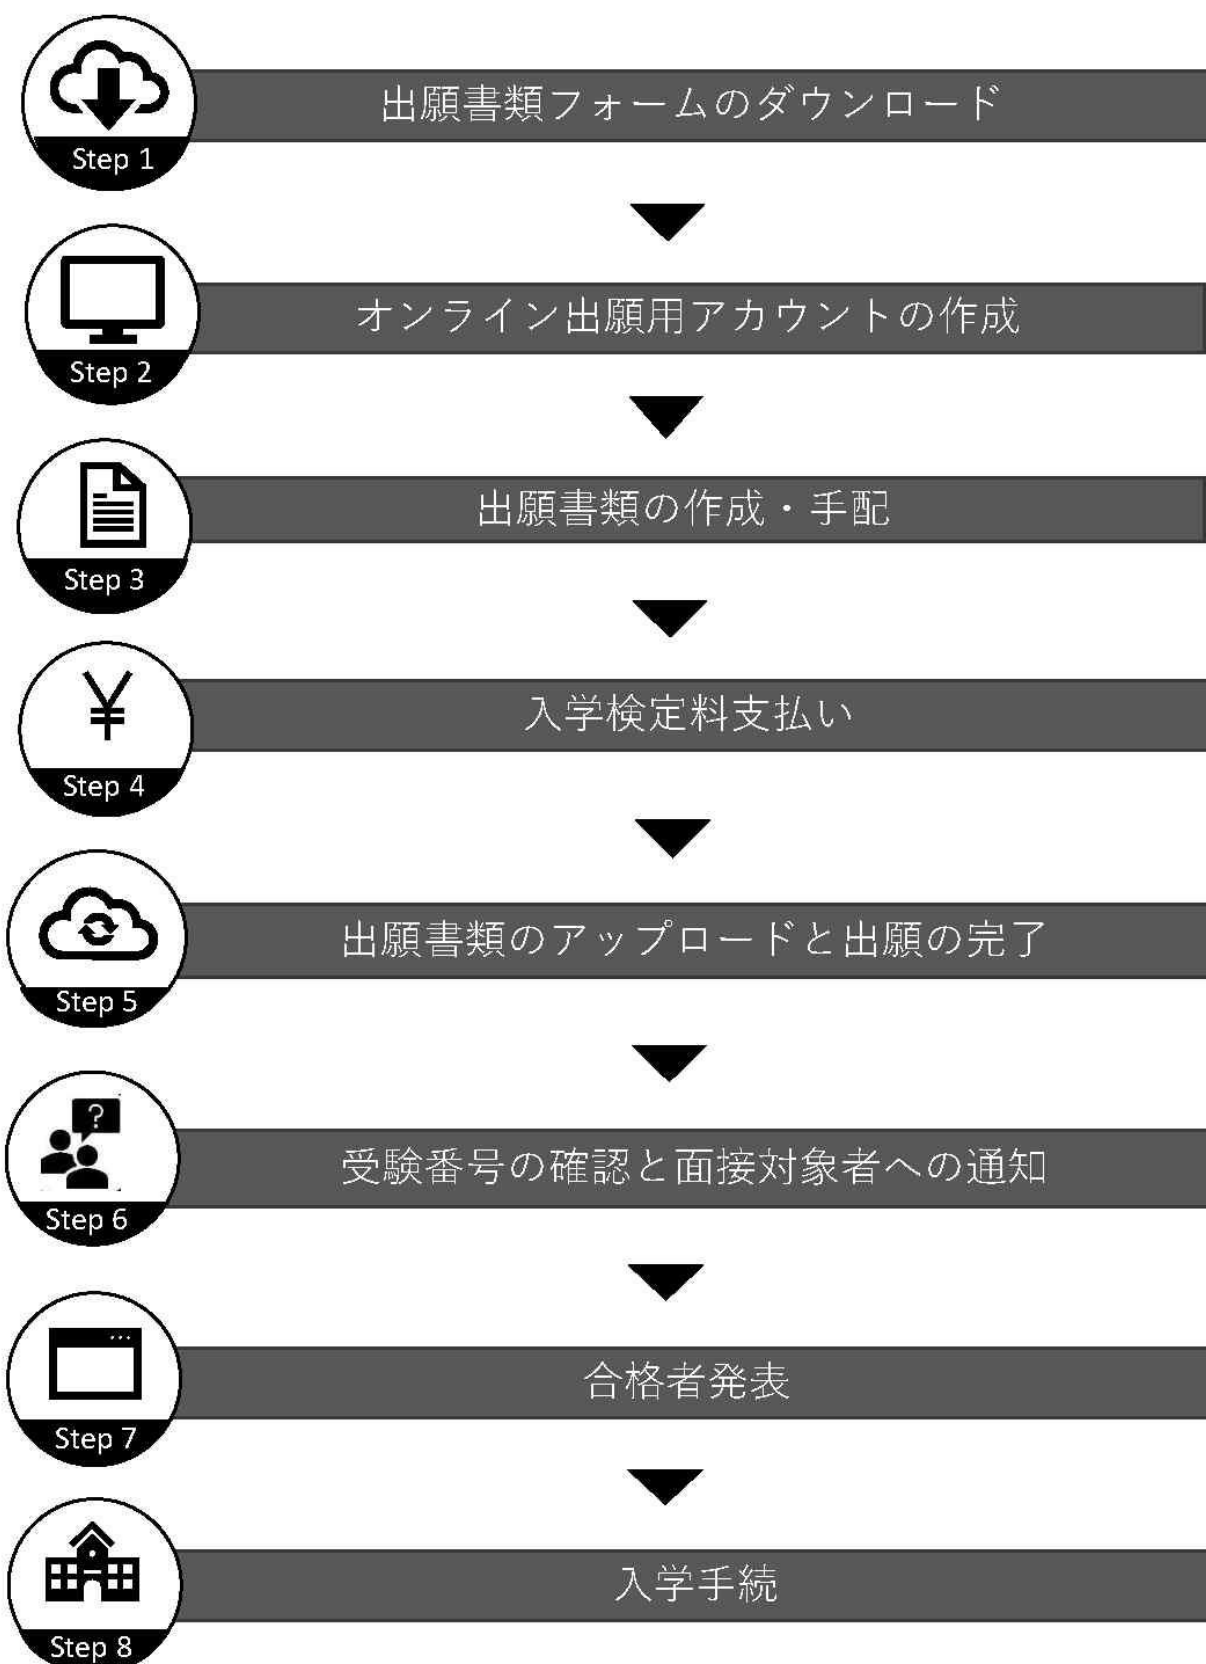 出願書類フォームのダウンロード
Step 1
オンライン出願用アカウントの作成
Step 2
出願書類の作成・手配
Step 3
¥
入学検定料支払い
Step 4
出願書類のアップロードと出願の完了
Step 5
?
受験番号の確認と面接対象者への通知
Step 6
合格者発表
Step 7
入学手続
Step 8